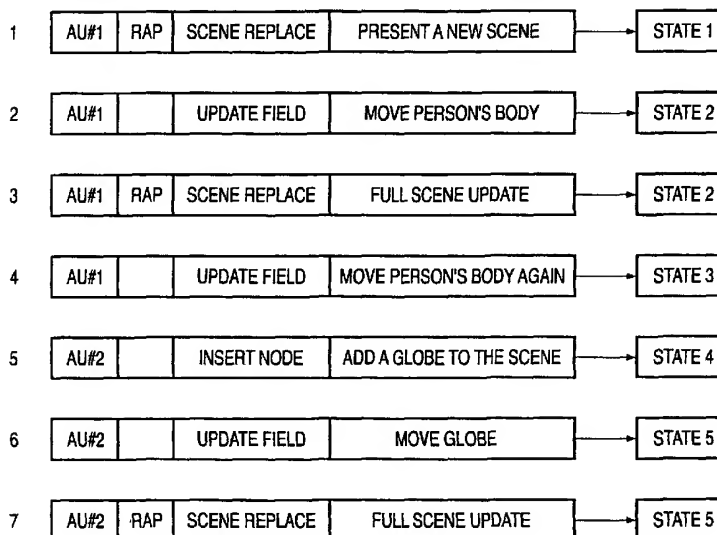 1 AU#1 RAP SCENE REPLACE PRESENT A NEW SCENE STATE 1
2 AU#1 UPDATE FIELD MOVE PERSON'S BODY STATE 2
3 AU#1 RAP SCENE REPLACE FULL SCENE UPDATE STATE 2
4 AU#1 UPDATE FIELD MOVE PERSON'S BODY AGAIN STATE 3
5 AU#2 INSERT NODE ADD A GLOBE TO THE SCENE STATE 4
6 AU#2 UPDATE FIELD MOVE GLOBE STATE 5
7 AU#2 RAP SCENE REPLACE FULL SCENE UPDATE STATE 5